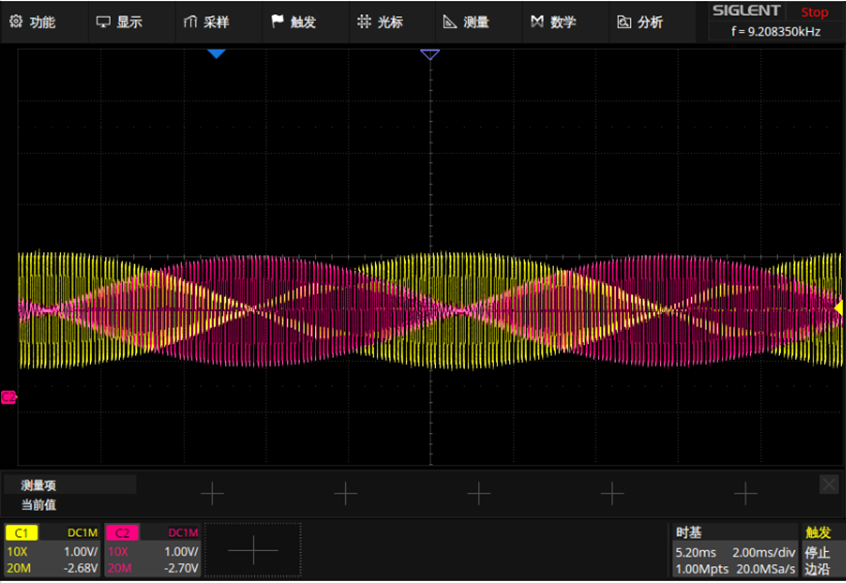 功能 显示 采样 触发 光标 测量 数学 分析 SIGLENT Stop
f = 9.208350kHz
C2
测量项
当前值
C1 DC1M C2 DC1M 时基 触发
10X 1.00V/ 10X 1.00V/ 5.20ms 2.00ms/div 停止
20M -2.68V 20M -2.70V 1.00Mpts 20.0MSa/s 边沿